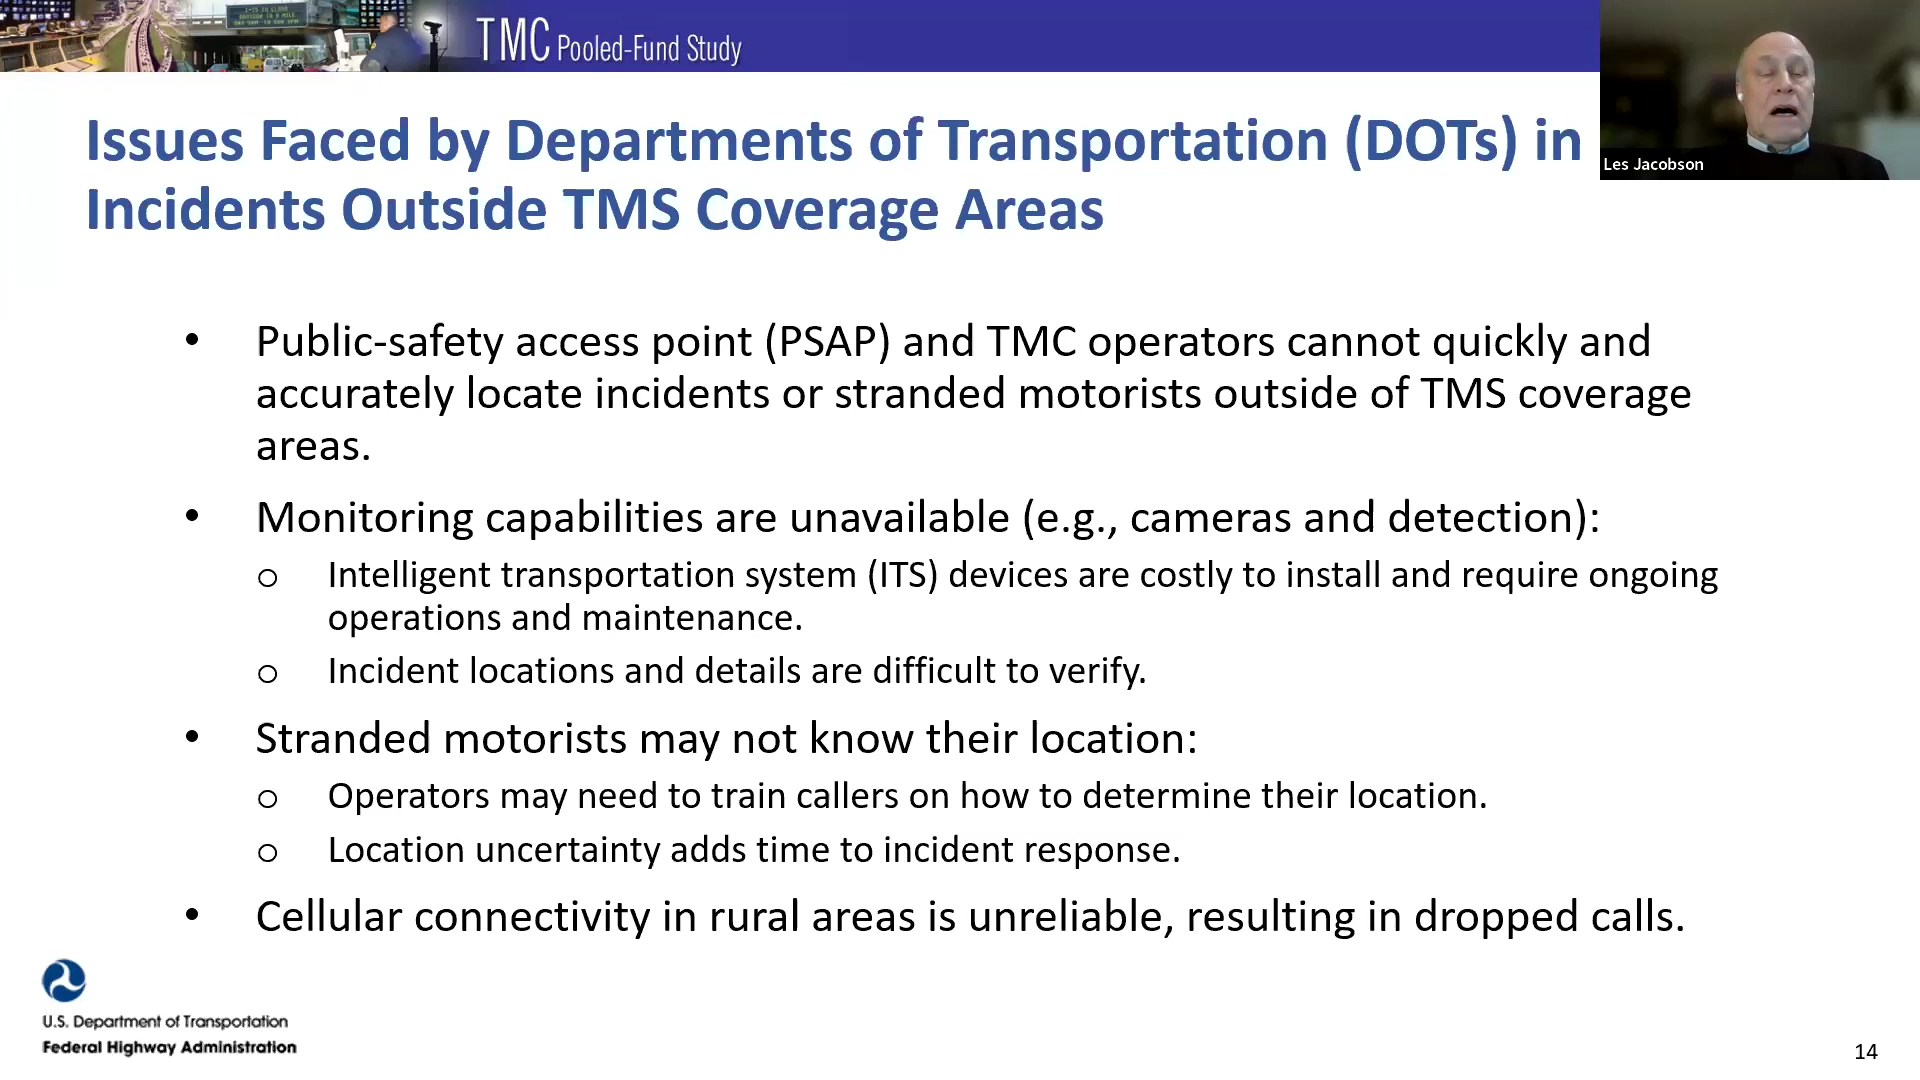 TMC Pooled-Fund Study
Les Jacobson
Issues Faced by Departments of Transportation (DOTs) in
Incidents Outside TMS Coverage Areas
• Public-safety access point (PSAP) and TMC operators cannot quickly and
accurately locate incidents or stranded motorists outside of TMS coverage
areas.
• Monitoring capabilities are unavailable (e.g., cameras and detection):
o Intelligent transportation system (ITS) devices are costly to install and require ongoing
operations and maintenance.
o Incident locations and details are difficult to verify.
• Stranded motorists may not know their location:
o Operators may need to train callers on how to determine their location.
o Location uncertainty adds time to incident response.
• Cellular connectivity in rural areas is unreliable, resulting in dropped calls.
U.S. Department of Transportation
Federal Highway Administration
14